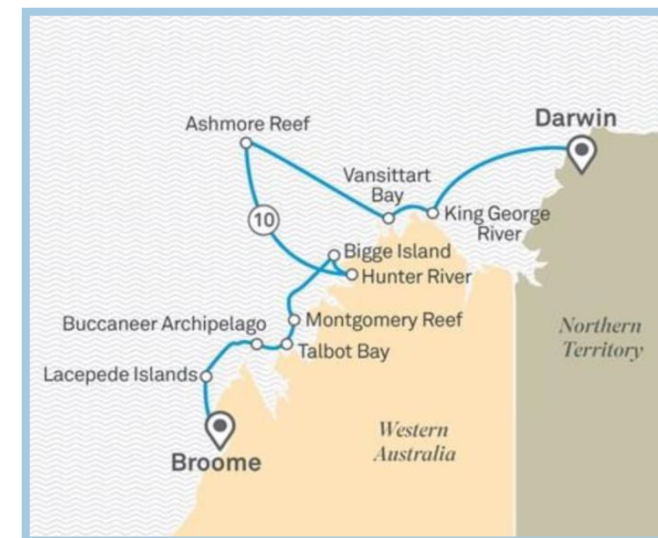 Darwin
Ashmore Reef
Vansittart
Bay
King George
River
10
Bigge Island
Hunter River
Buccaneer Archipelago
Montgomery Reef
Talbot Bay
Northern
Territory
Lacepede Islands
Western
Australia
Broome